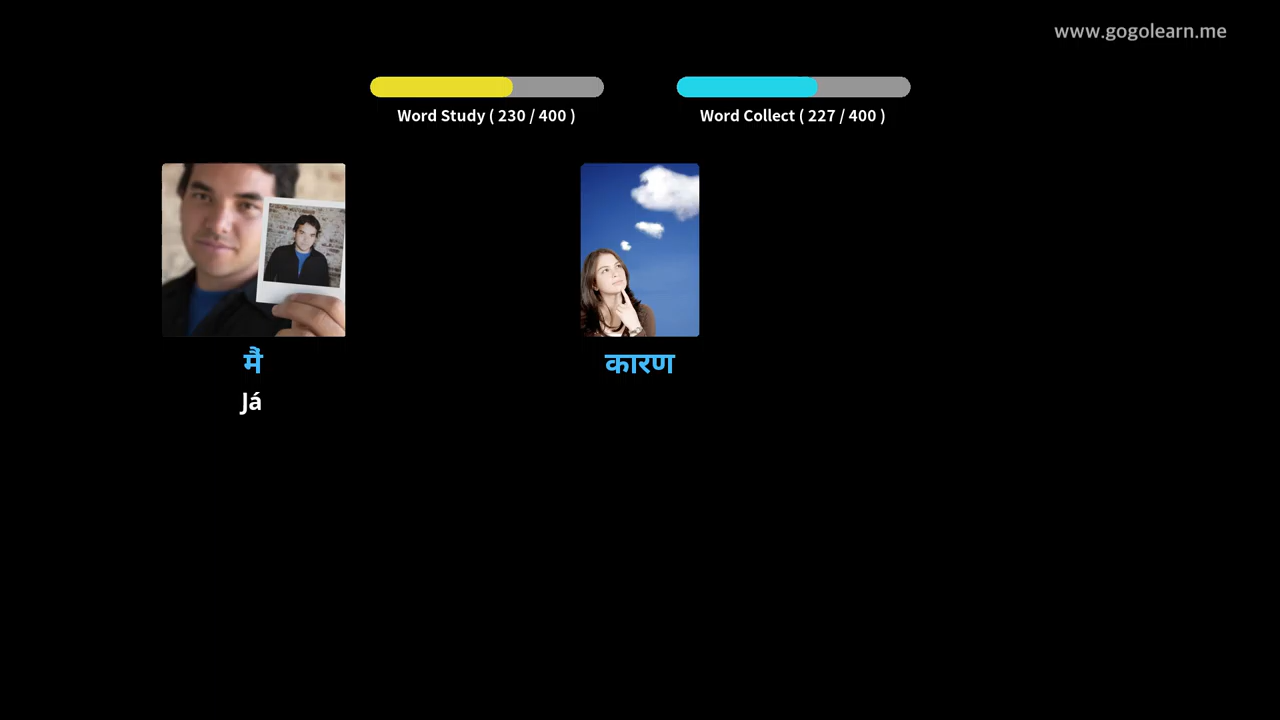 www.gogolearn.me
Word Study ( 230 / 400 )
Word Collect ( 227 / 400 )
मैं
Já
कारण